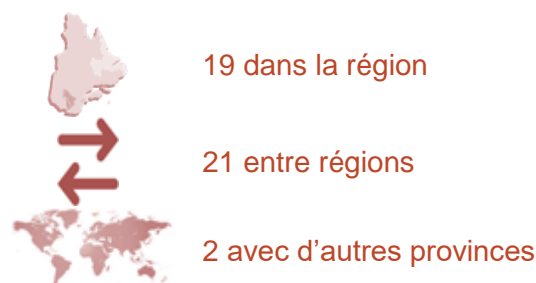 19 dans la région
21 entre régions
2 avec d’autres provinces